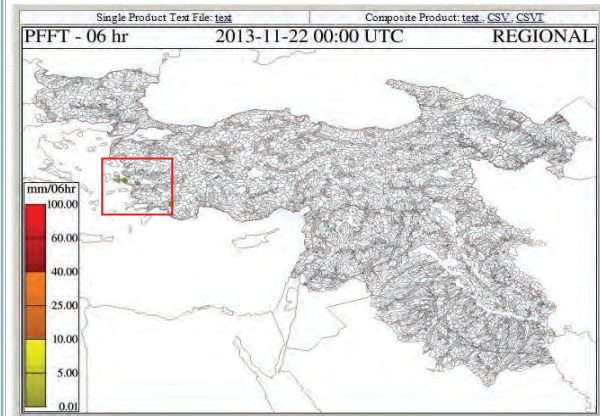 Single Product Text File: text
Composite Product: text , CSV , CSVT
PFFT - 06 hr 2013-11-22 00:00 UTC REGIONAL
mm/06hr
100.00
60.00
40.00
25.00
10.00
5.00
0.01